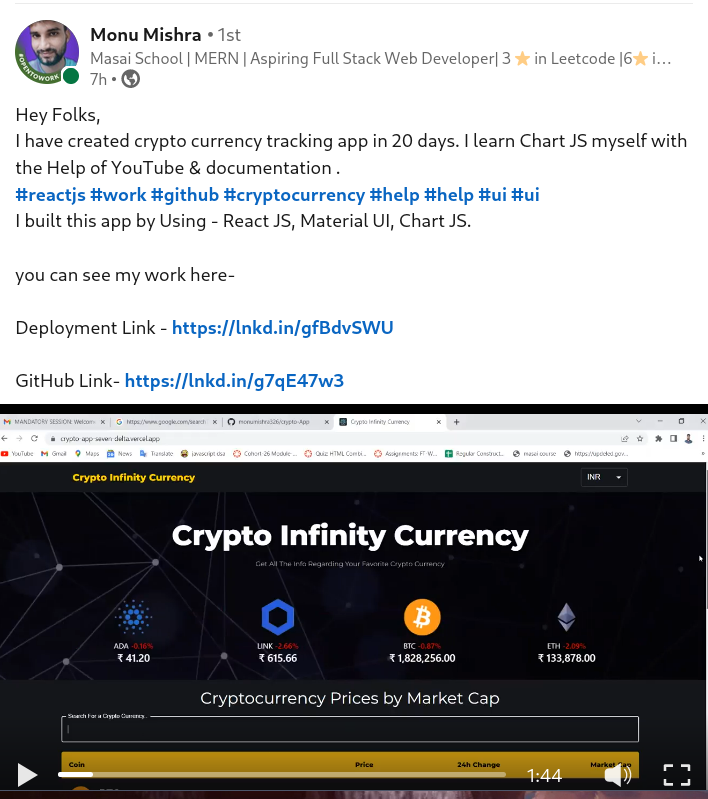 Monu Mishra • 1st
Masai School | MERN | Aspiring Full Stack Web Developer| 3 ⭐ in Leetcode |6⭐ i...
7h •
#OPENTOWORK
Hey Folks,
I have created crypto currency tracking app in 20 days. I learn Chart JS myself with
the Help of YouTube & documentation .
#reactjs #work #github #cryptocurrency #help #help #ui #ui
I built this app by Using - React JS, Material UI, Chart JS.
you can see my work here-
Deployment Link - https://lnkd.in/gfBdvSWU
GitHub Link- https://lnkd.in/g7qE47w3
MANDATORY SESSION: Welcom
https://www.google.com/search
monumishra326/crypto-App
Crypto Infinity Currency
crypto-app-seven-delta.vercel.app
YouTube Gmail Maps News Translate javascript dsa Cohort-26 Module ... Quiz: HTML Combi... Assignments: FT-W... Regular Construct... masai course https://updeled.gov...
Crypto Infinity Currency
INR
Crypto Infinity Currency
Get All The Info Regarding Your Favorite Crypto Currency
ADA -0.16% LINK -2.66% BTC -0.87% ETH -2.09%
₹ 41.20 ₹ 615.66 ₹ 1,828,256.00 ₹ 133,878.00
Cryptocurrency Prices by Market Cap
Search For a Crypto Currency..
Coin Price 24h Change Market Cap
1:44